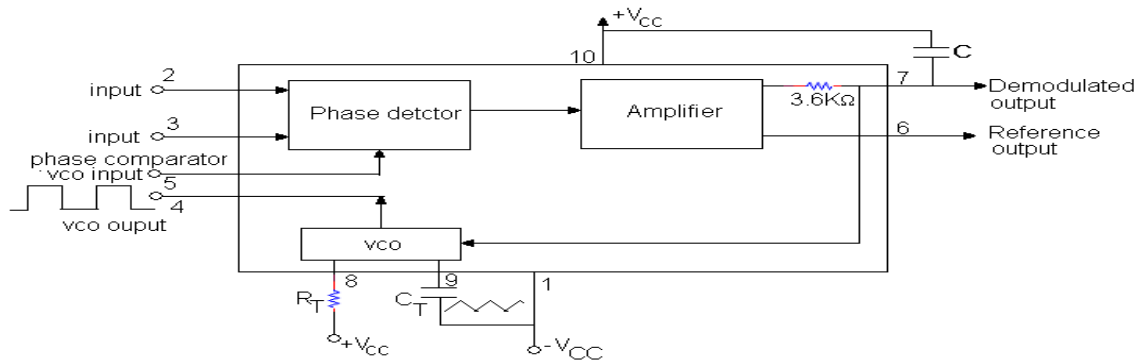 +VCC
10
C
2
input
7
Demodulated
output
3.6KΩ
Phase detctor
Amplifier
3
input
6
Reference
output
phase comparator
vco input
5
4
vco ouput
vco
8
9
1
RT
CT
+VCC
-VCC